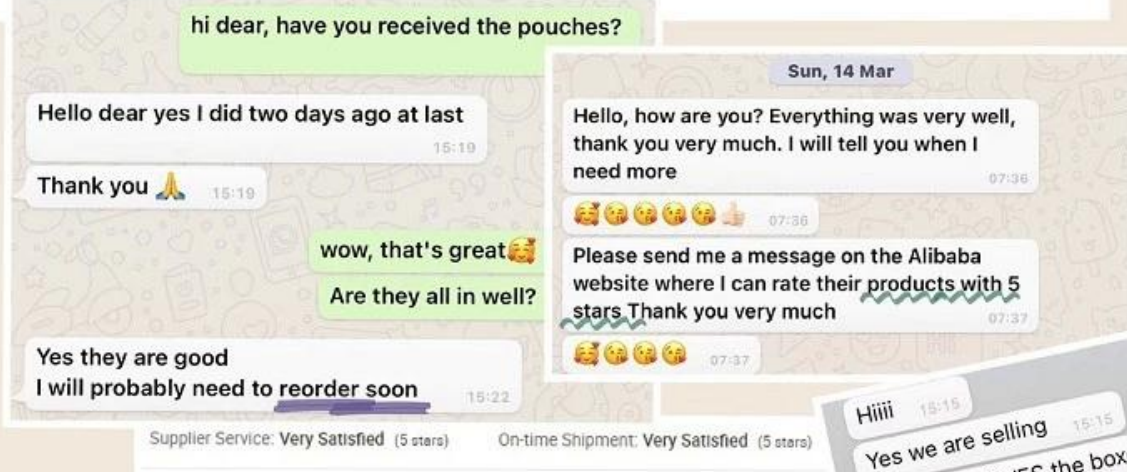 hi dear, have you received the pouches?
Hello dear yes I did two days ago at last
15:19
Thank you 🙏 15:19
wow, that's great🥰
Are they all in well?
Yes they are good
I will probably need to reorder soon
15:22
Sun, 14 Mar
Hello, how are you? Everything was very well,
thank you very much. I will tell you when I
need more
07:36
🥰😘😘😘😘👍🏻 07:36
Please send me a message on the Alibaba
website where I can rate their products with 5
stars Thank you very much
07:37
🥰😘😘😘 07:37
Supplier Service: Very Satisfied (5 stars) On-time Shipment: Very Satisfied (5 stars)
Hiiii 15:15
Yes we are selling 15:15
the box